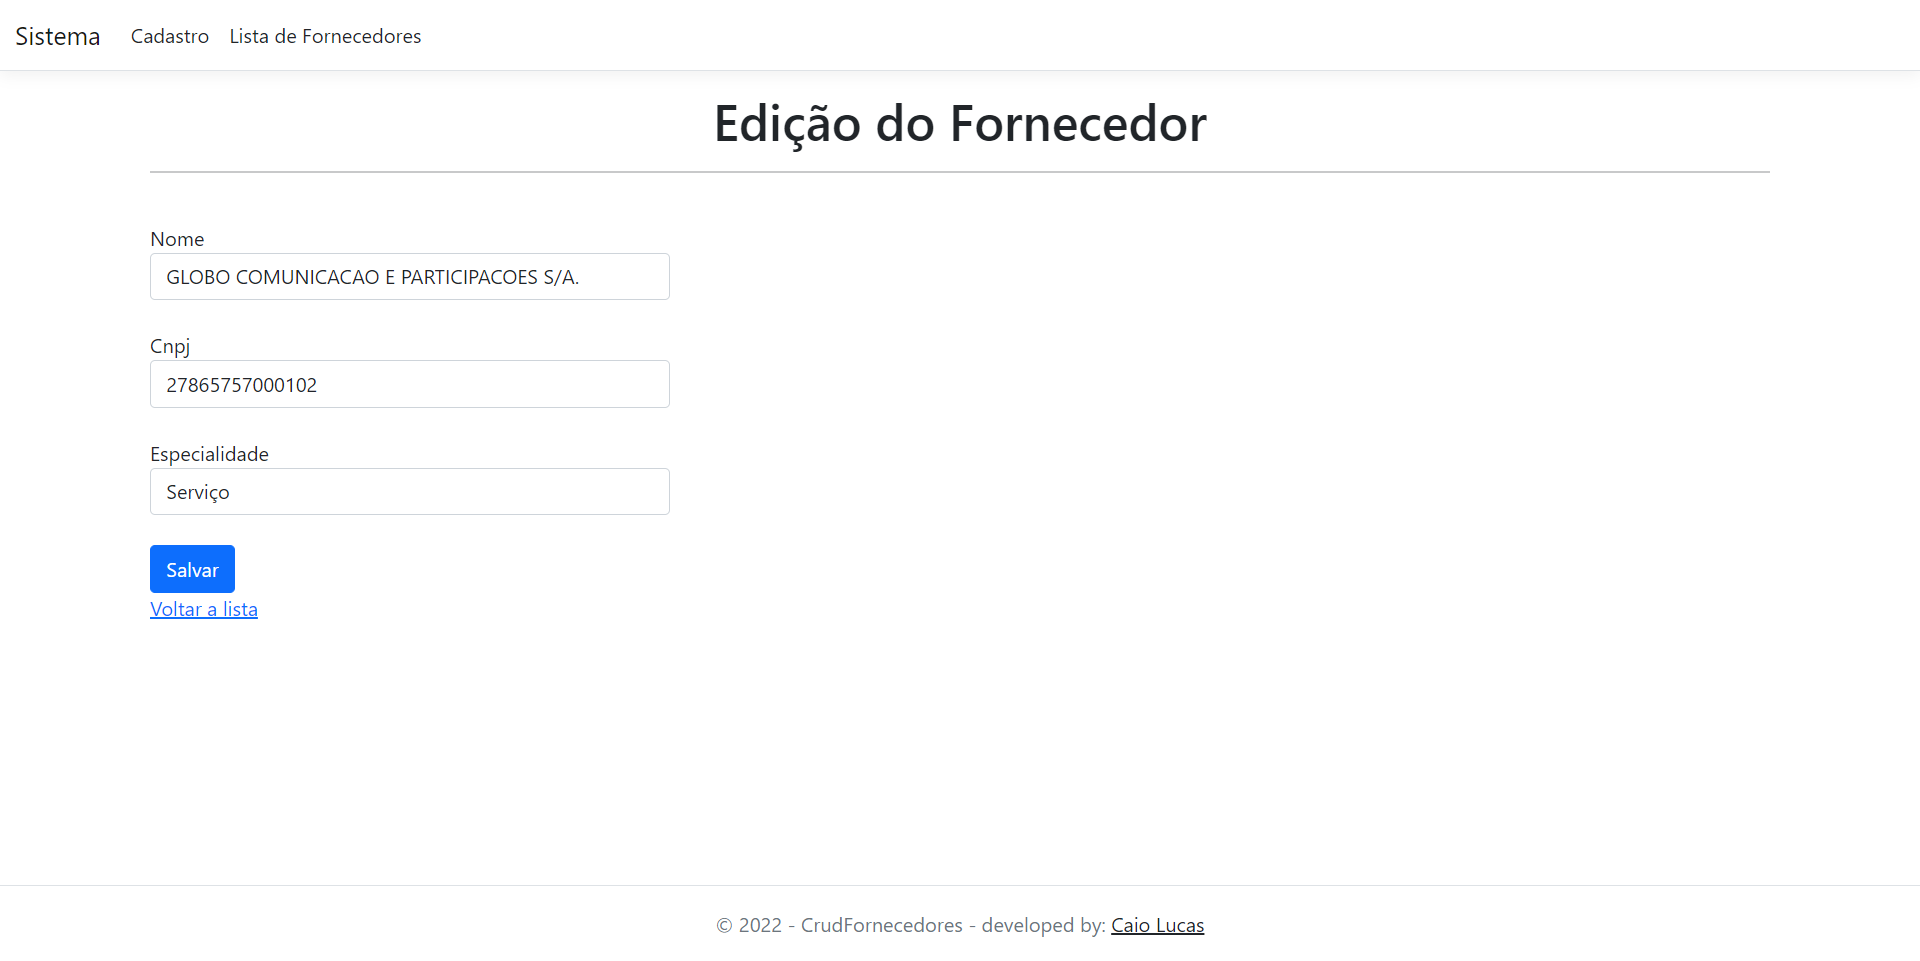 Sistema Cadastro Lista de Fornecedores
Edição do Fornecedor
Nome
GLOBO COMUNICACAO E PARTICIPACOES S/A.
Cnpj
27865757000102
Especialidade
Serviço
Salvar
Voltar a lista
© 2022 - CrudFornecedores - developed by: Caio Lucas